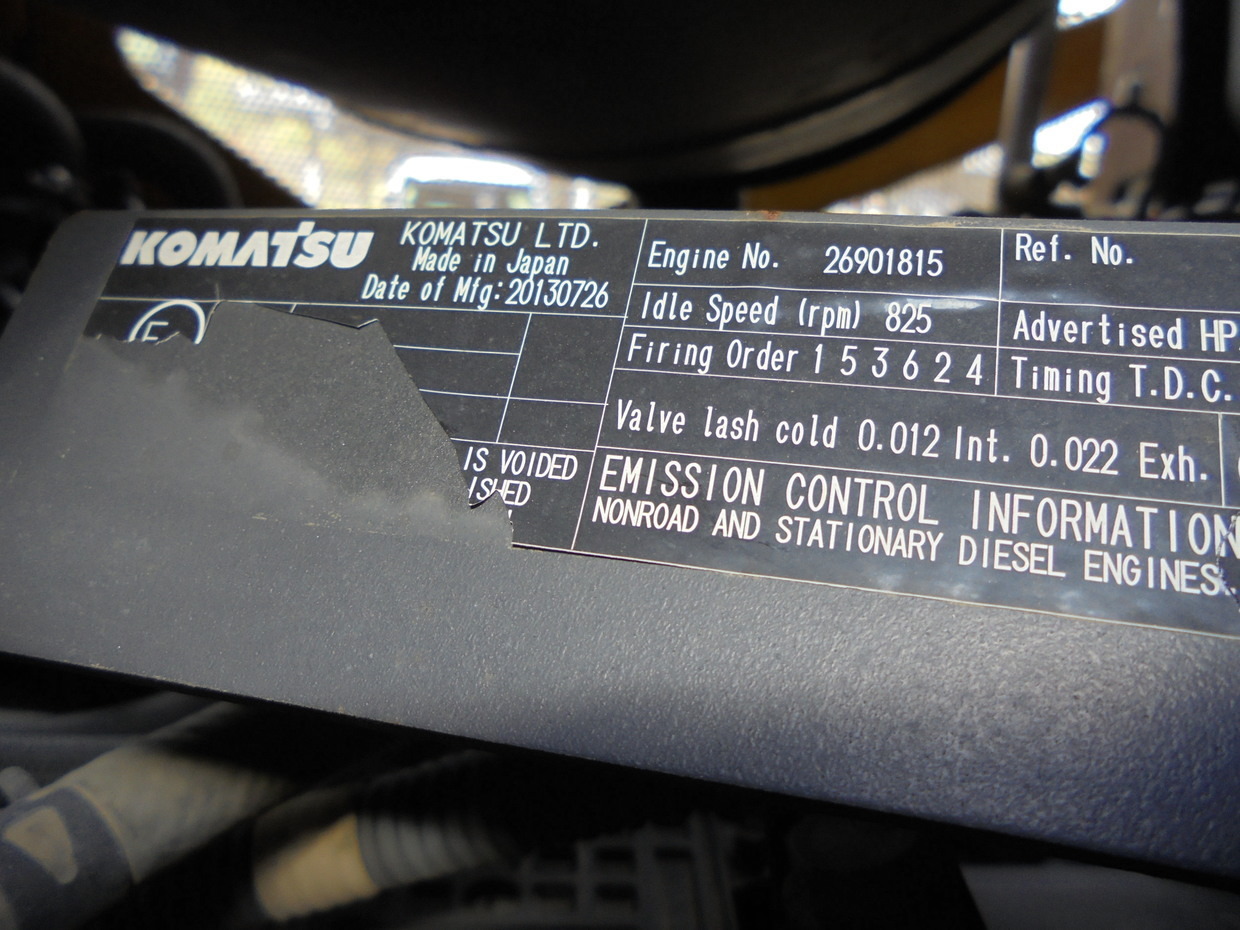 KOMATSU
KOMATSU LTD.
Made in Japan
Date of Mfg:20130726
E
IS VOIDED
Engine No. 26901815
Idle Speed (rpm) 825
Firing Order 1 5 3 6 2 4
Valve lash cold 0.012 Int. 0.022 Exh.
EMISSION CONTROL INFORMATION
NONROAD AND STATIONARY DIESEL ENGINES.
Ref. No.
Advertised HP
Timing T.D.C.